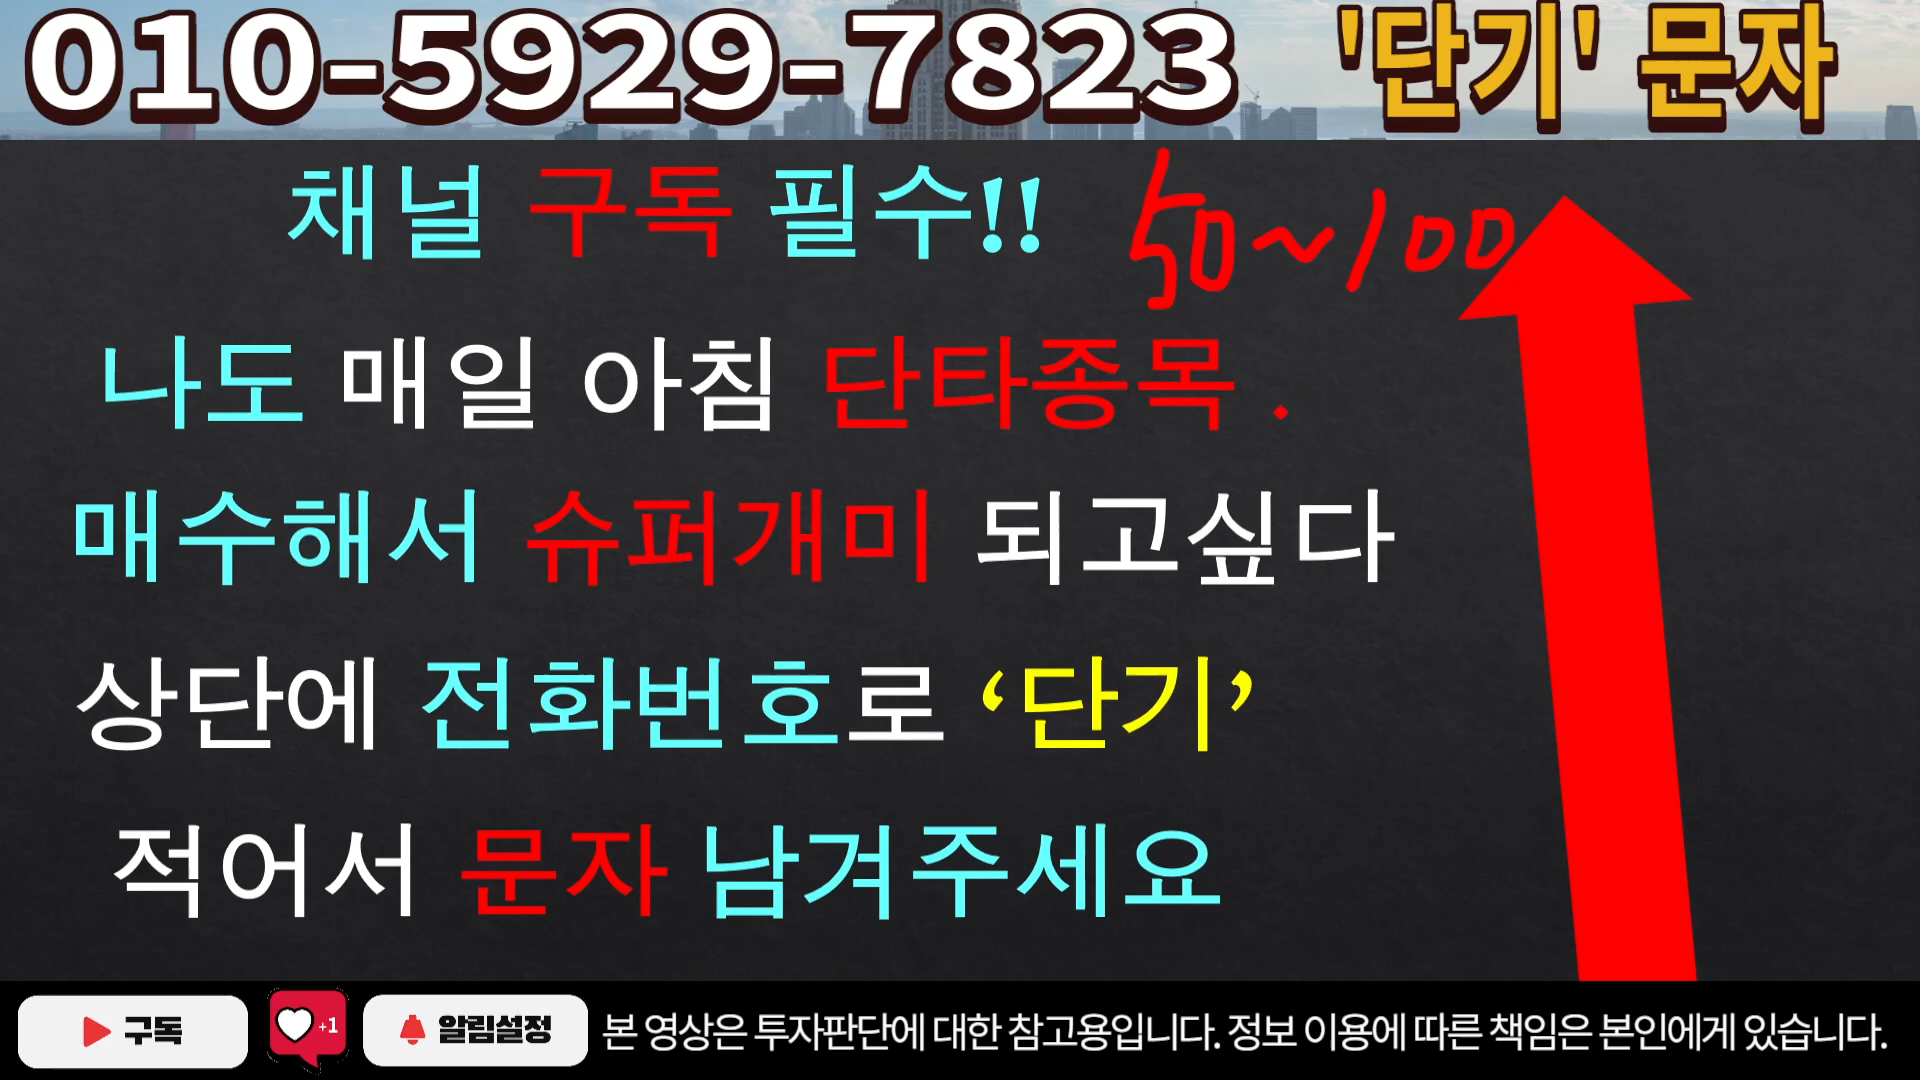 010-5929-7823 '단기' 문자
채널 구독 필수!! 50~100
나도 매일 아침 단타종목.
매수해서 슈퍼개미 되고싶다
상단에 전화번호로 ‘단기’
적어서 문자 남겨주세요
구독 +1 알림설정 본 영상은 투자판단에 대한 참고용입니다. 정보 이용에 따른 책임은 본인에게 있습니다.